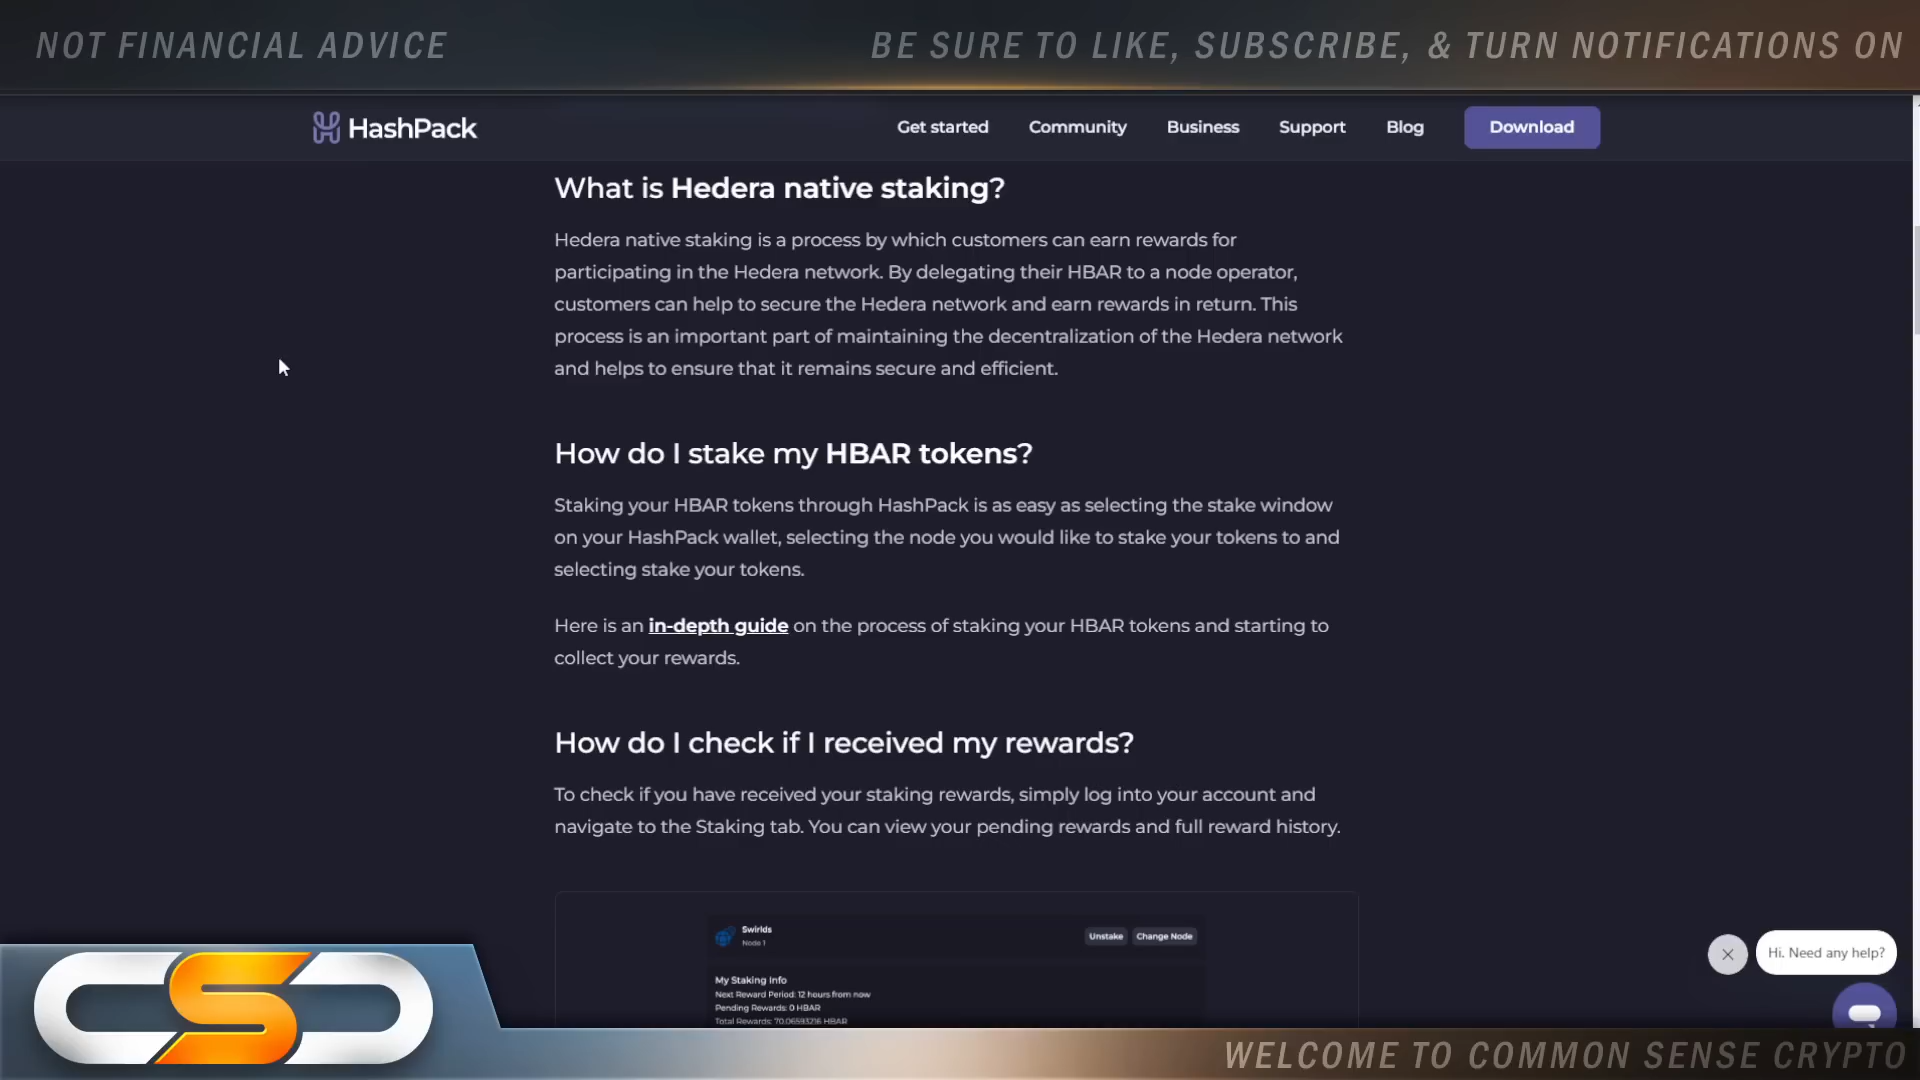 NOT FINANCIAL ADVICE
BE SURE TO LIKE, SUBSCRIBE, & TURN NOTIFICATIONS ON
HashPack
Get started
Community
Business
Support
Blog
Download
What is Hedera native staking?
Hedera native staking is a process by which customers can earn rewards for
participating in the Hedera network. By delegating their HBAR to a node operator,
customers can help to secure the Hedera network and earn rewards in return. This
process is an important part of maintaining the decentralization of the Hedera network
and helps to ensure that it remains secure and efficient.
How do I stake my HBAR tokens?
Staking your HBAR tokens through HashPack is as easy as selecting the stake window
on your HashPack wallet, selecting the node you would like to stake your tokens to and
selecting stake your tokens.
Here is an in-depth guide on the process of staking your HBAR tokens and starting to
collect your rewards.
How do I check if I received my rewards?
To check if you have received your staking rewards, simply log into your account and
navigate to the Staking tab. You can view your pending rewards and full reward history.
Swirlds
Node 1
Unstake
Change Node
My Staking Info
Next Reward Period: 12 hours from now
Pending Rewards: 0 HBAR
Total Rewards: 70.06593216 HBAR
Hi. Need any help?
CSC
WELCOME TO COMMON SENSE CRYPTO